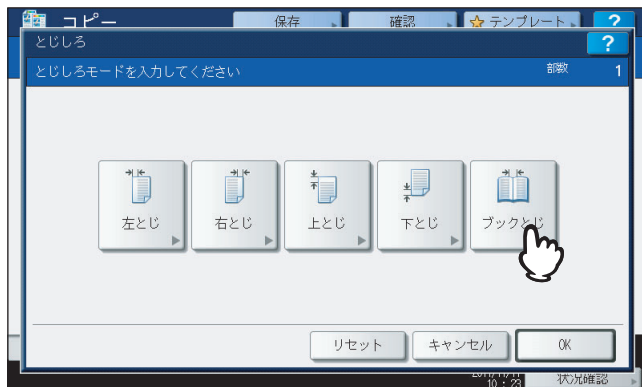 コピー 保存 確認 テンプレート ?
とじしろ ?
とじしろモードを入力してください 部数 1
左とじ 右とじ 上とじ 下とじ ブックとじ
リセット キャンセル OK
10:23 状況確認